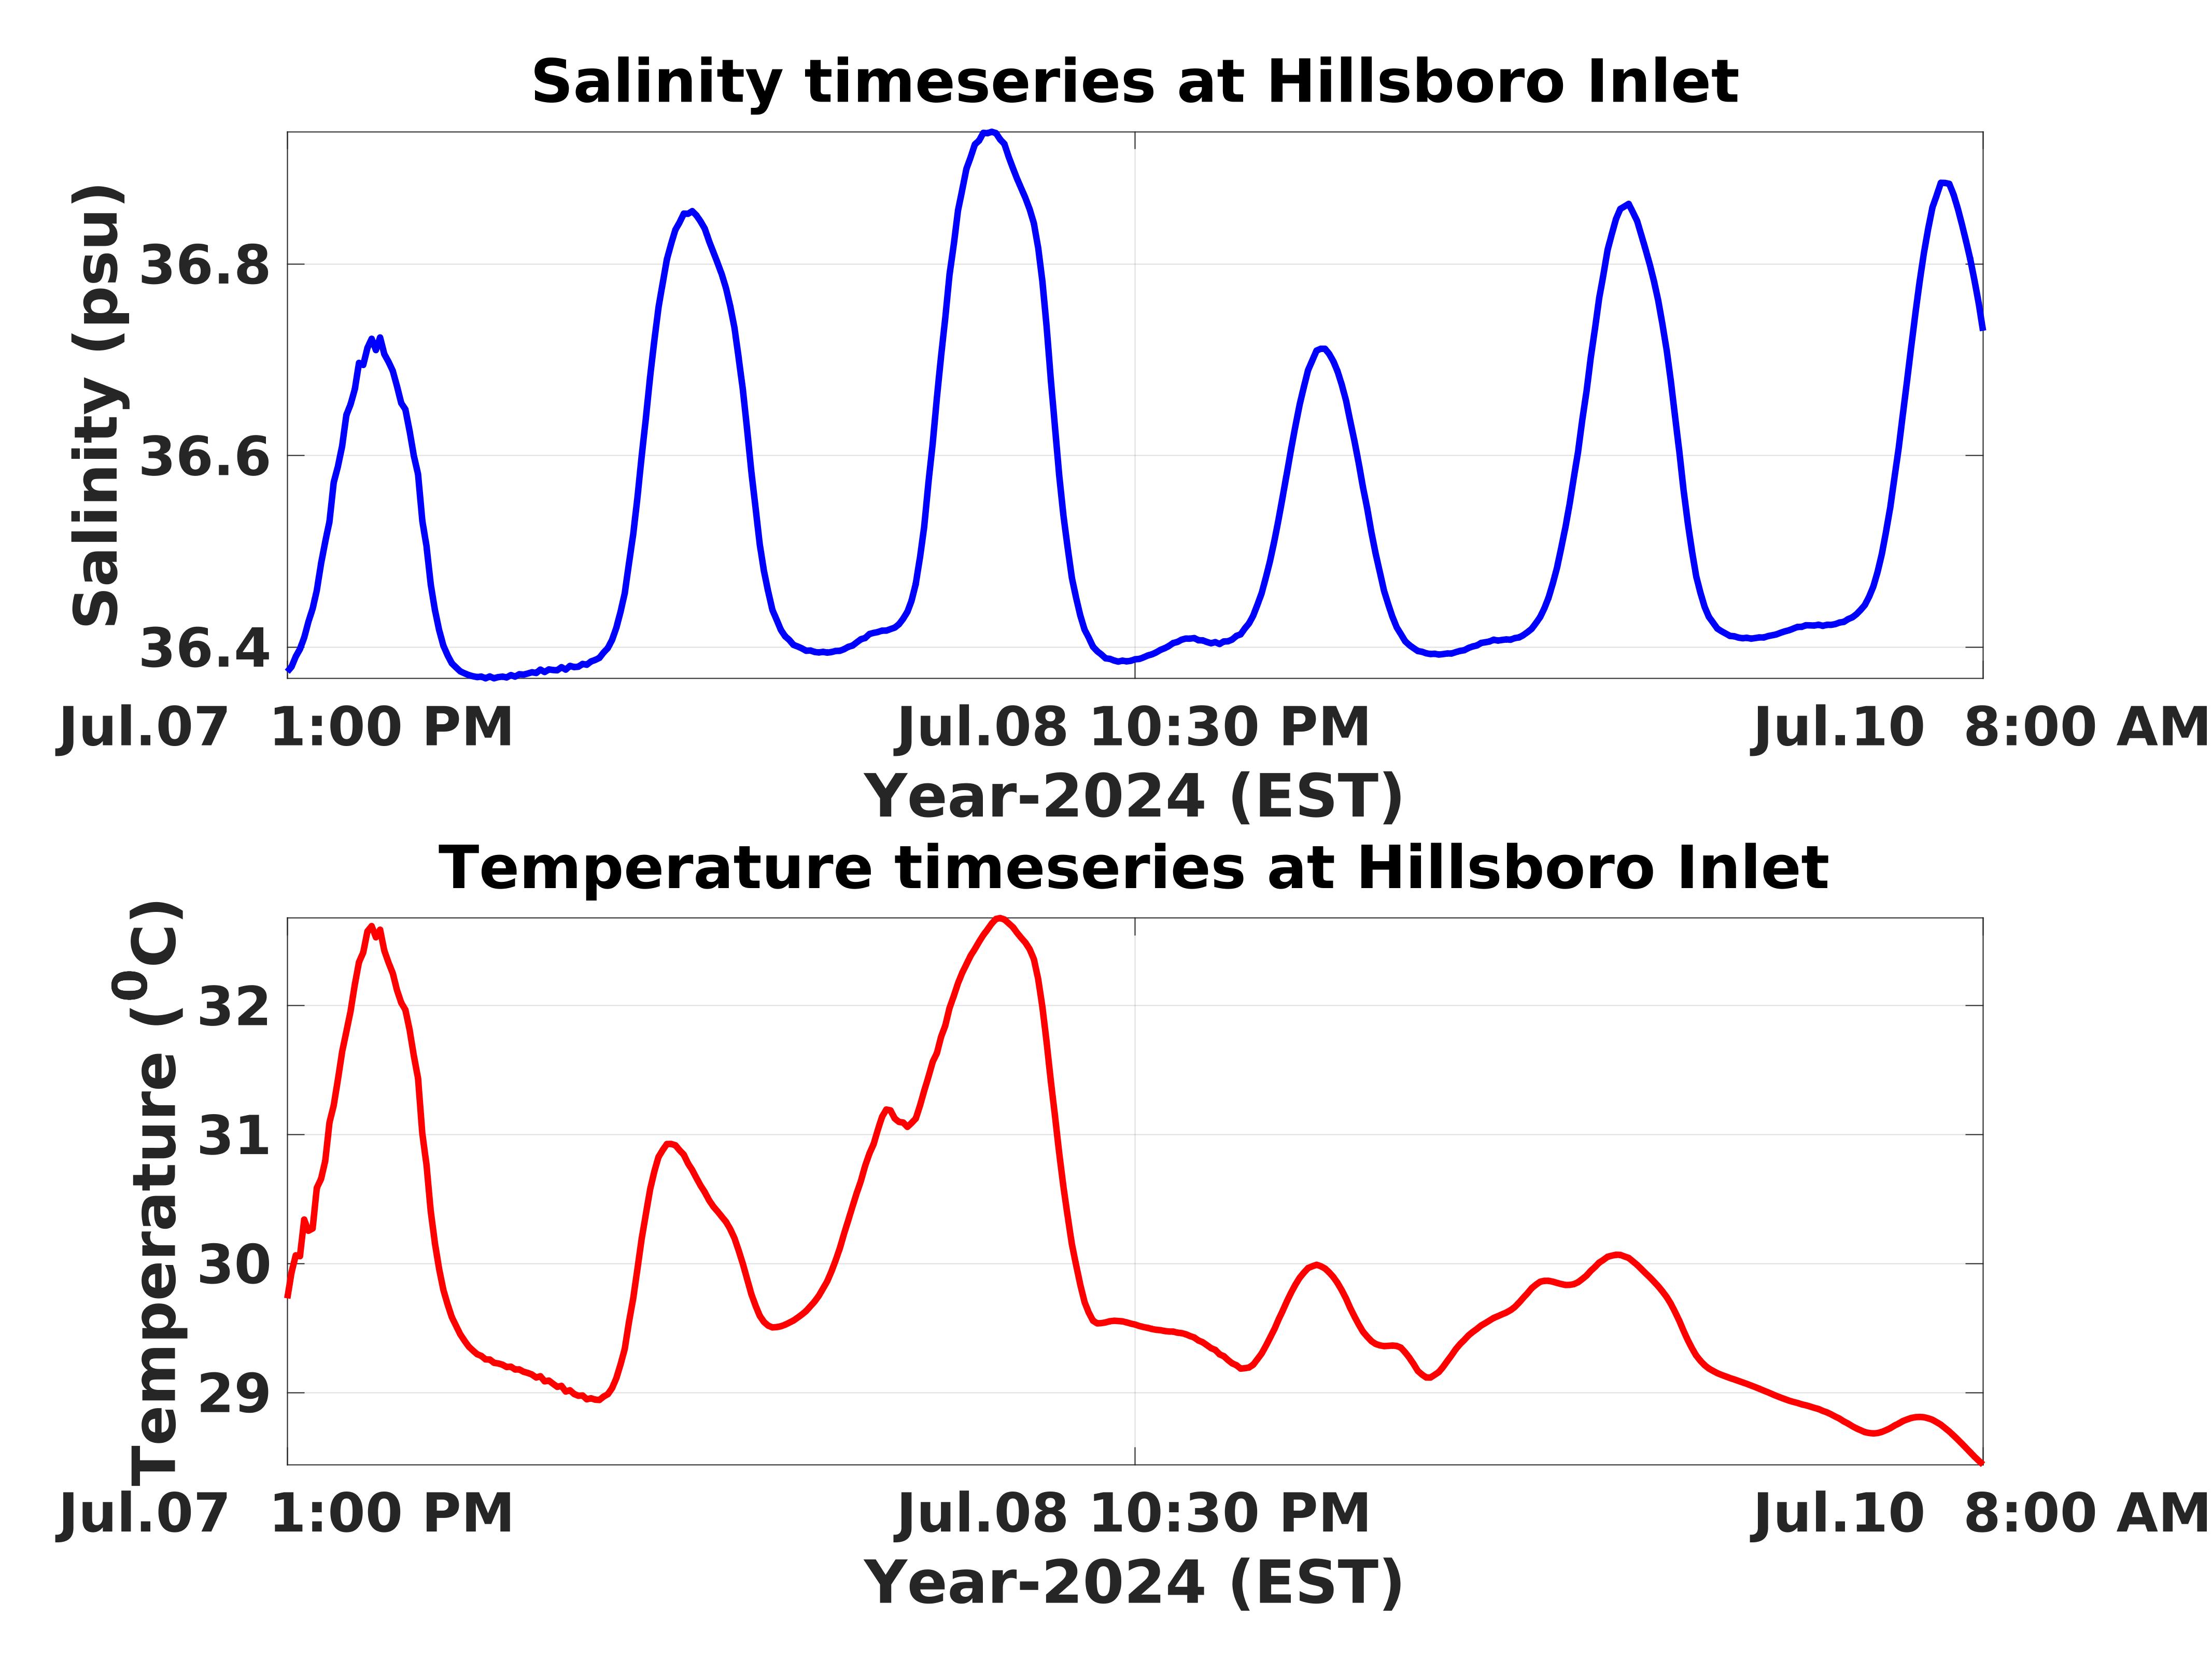 Salinity timeseries at Hillsboro Inlet
Salinity (psu)
36.8
36.6
36.4
Jul.07  1:00 PM
Jul.08 10:30 PM
Jul.10  8:00 AM
Year-2024 (EST)
Temperature timeseries at Hillsboro Inlet
Temperature (⁰C)
32
31
30
29
Jul.07  1:00 PM
Jul.08 10:30 PM
Jul.10  8:00 AM
Year-2024 (EST)